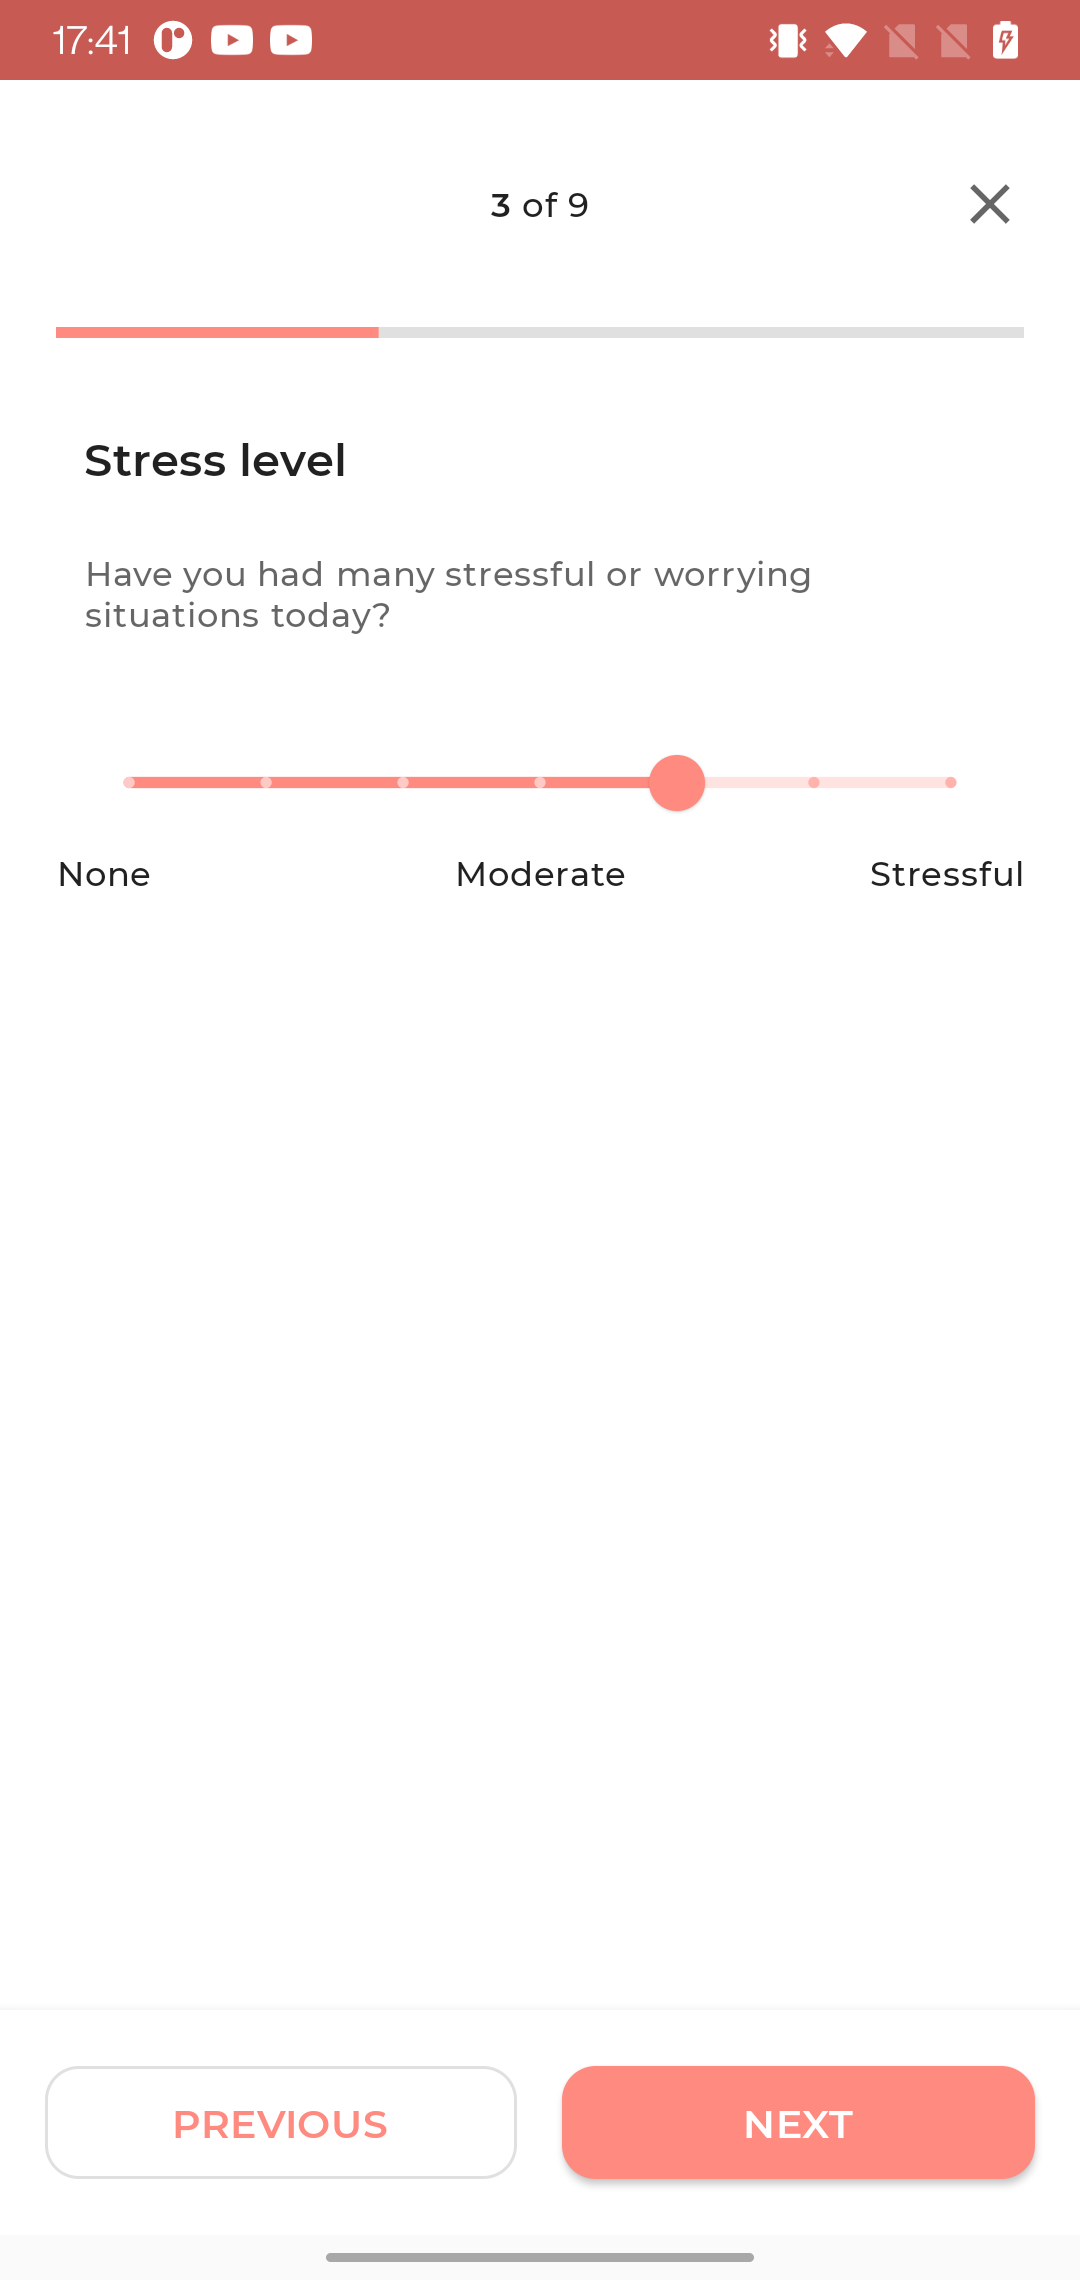 17:41
3 of 9
Stress level
Have you had many stressful or worrying
situations today?
None Moderate Stressful
PREVIOUS NEXT